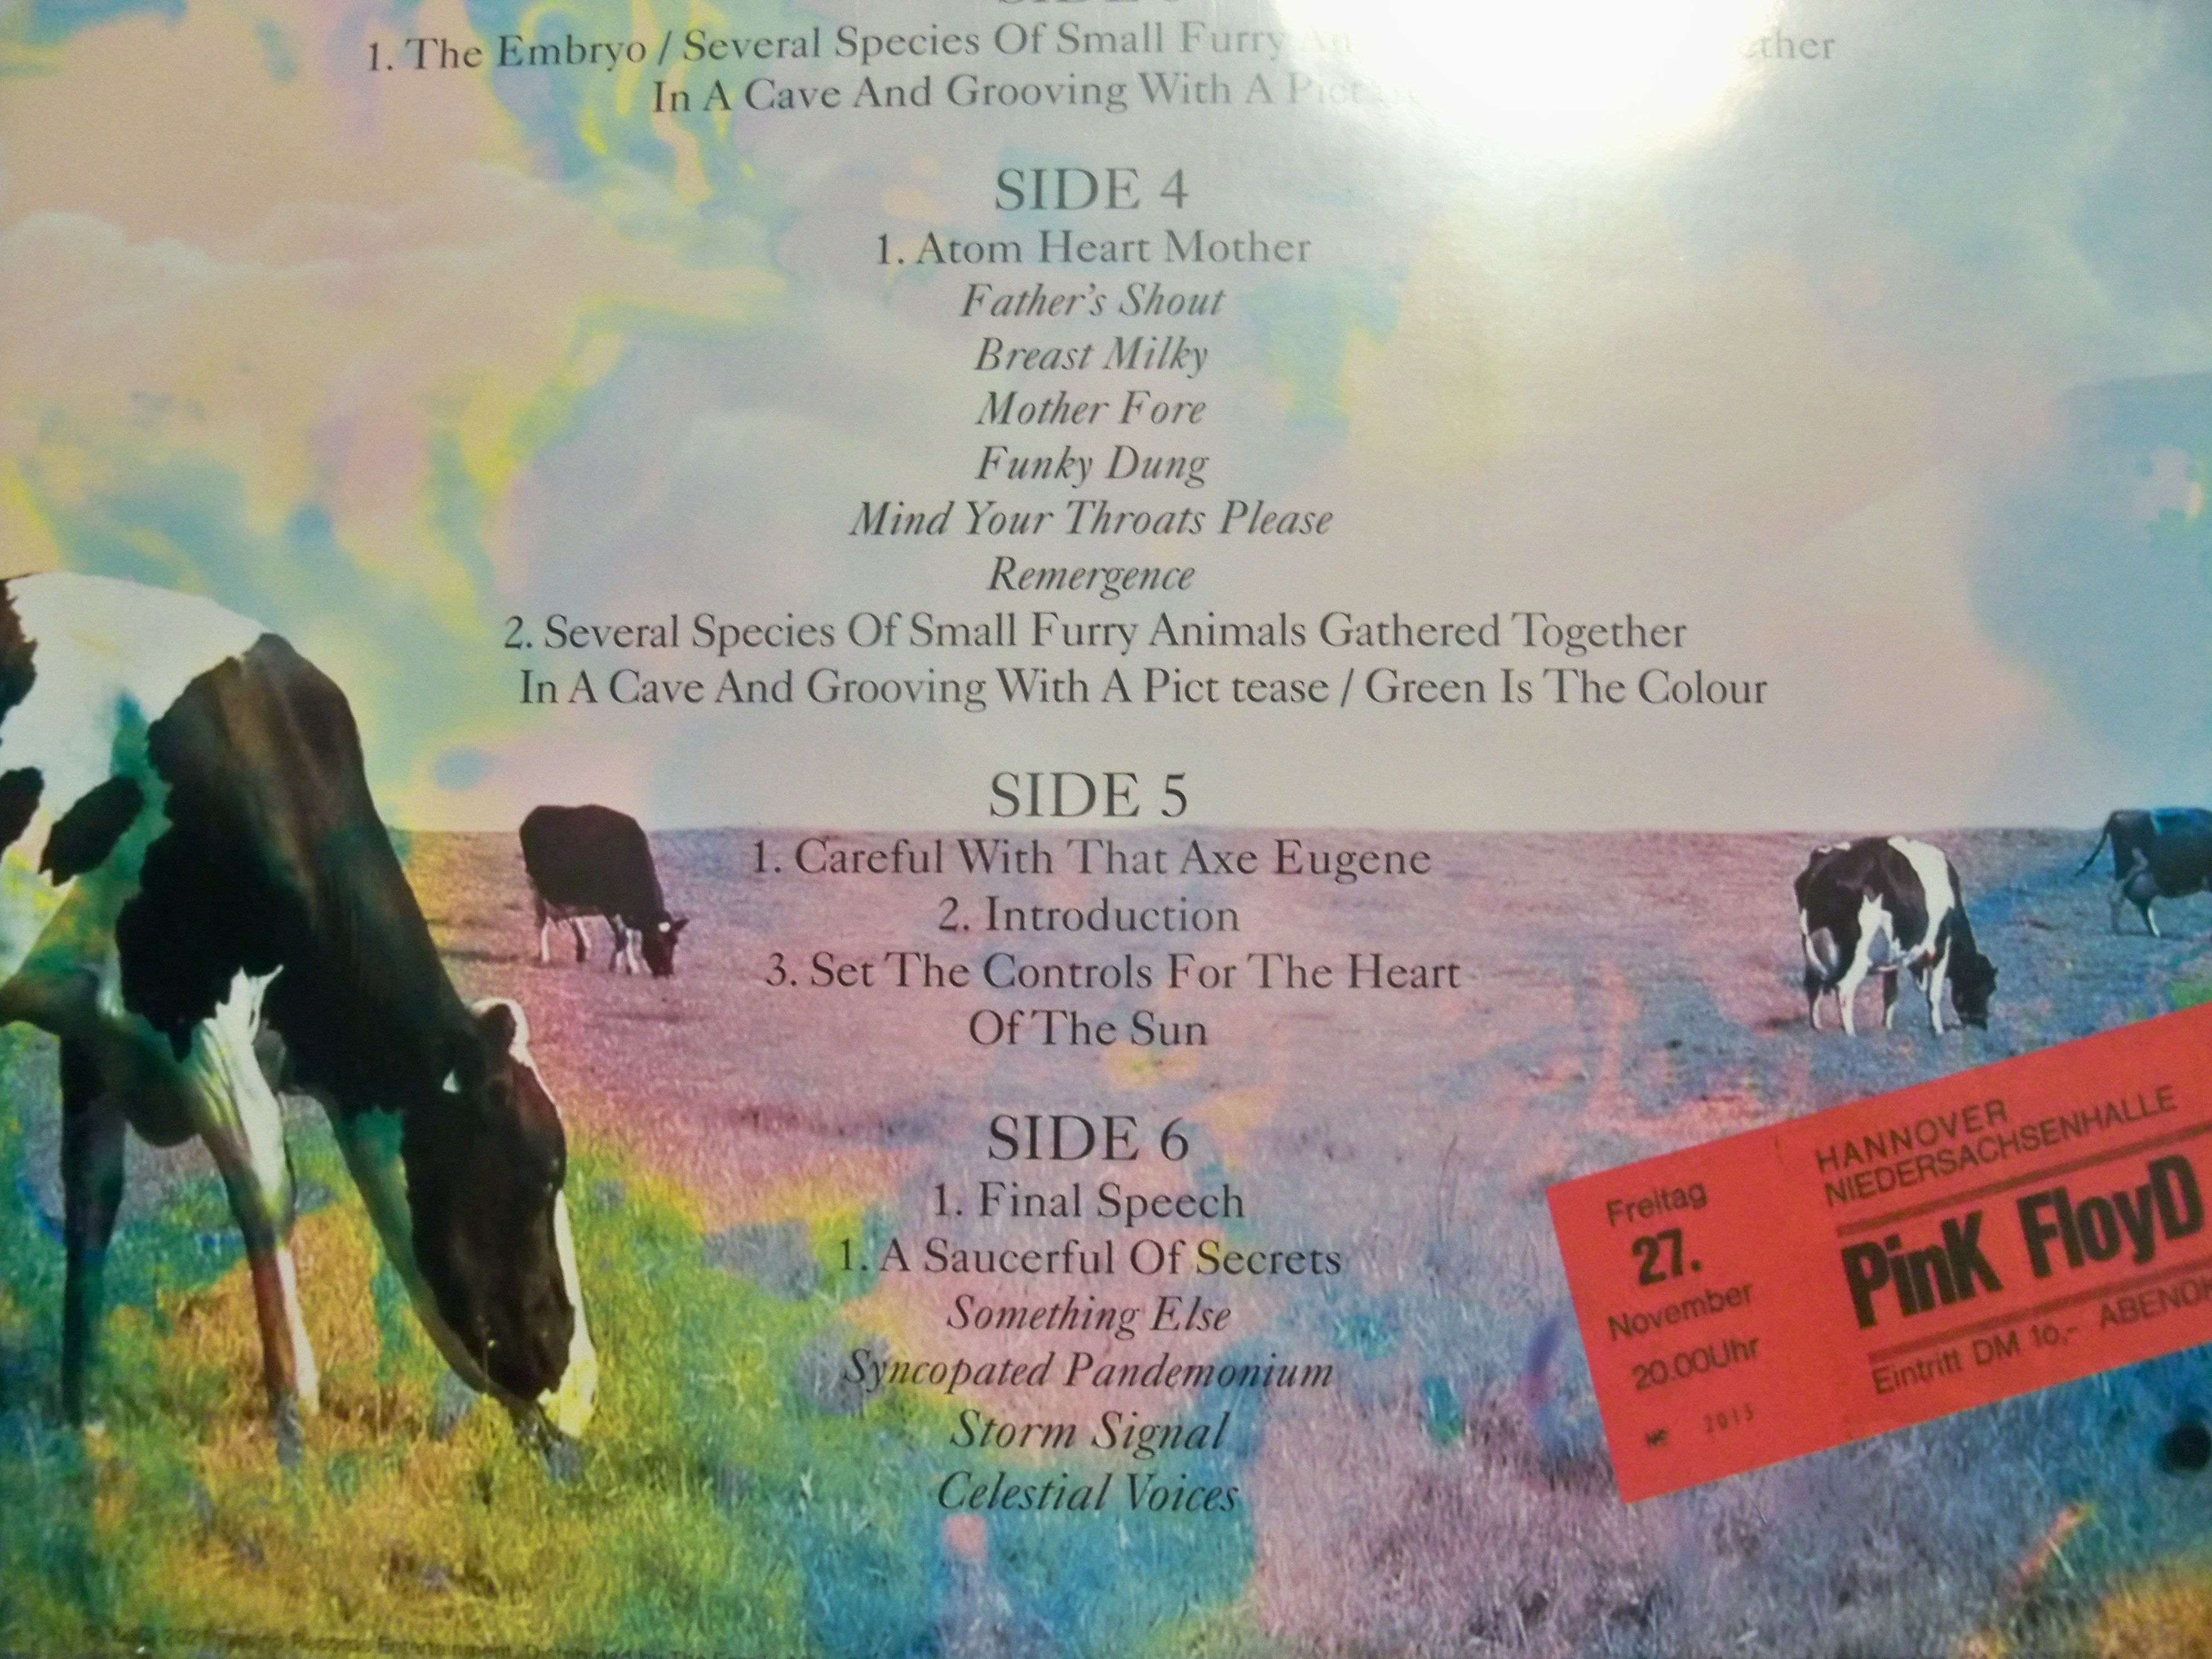 1. The Embryo / Several Species Of Small Furry
In A Cave And Grooving With A Pict
SIDE 4
1. Atom Heart Mother
Father's Shout
Breast Milky
Mother Fore
Funky Dung
Mind Your Throats Please
Remergence
2. Several Species Of Small Furry Animals Gathered Together
In A Cave And Grooving With A Pict tease / Green Is The Colour
SIDE 5
1. Careful With That Axe Eugene
2. Introduction
3. Set The Controls For The Heart
Of The Sun
SIDE 6
1. Final Speech
1. A Saucerful Of Secrets
Something Else
Syncopated Pandemonium
Storm Signal
Celestial Voices
Freitag
27.
November
20.00Uhr
2015
HANNOVER
NIEDERSACHSENHALLE
PinK FloyD
Eintritt DM 10,-